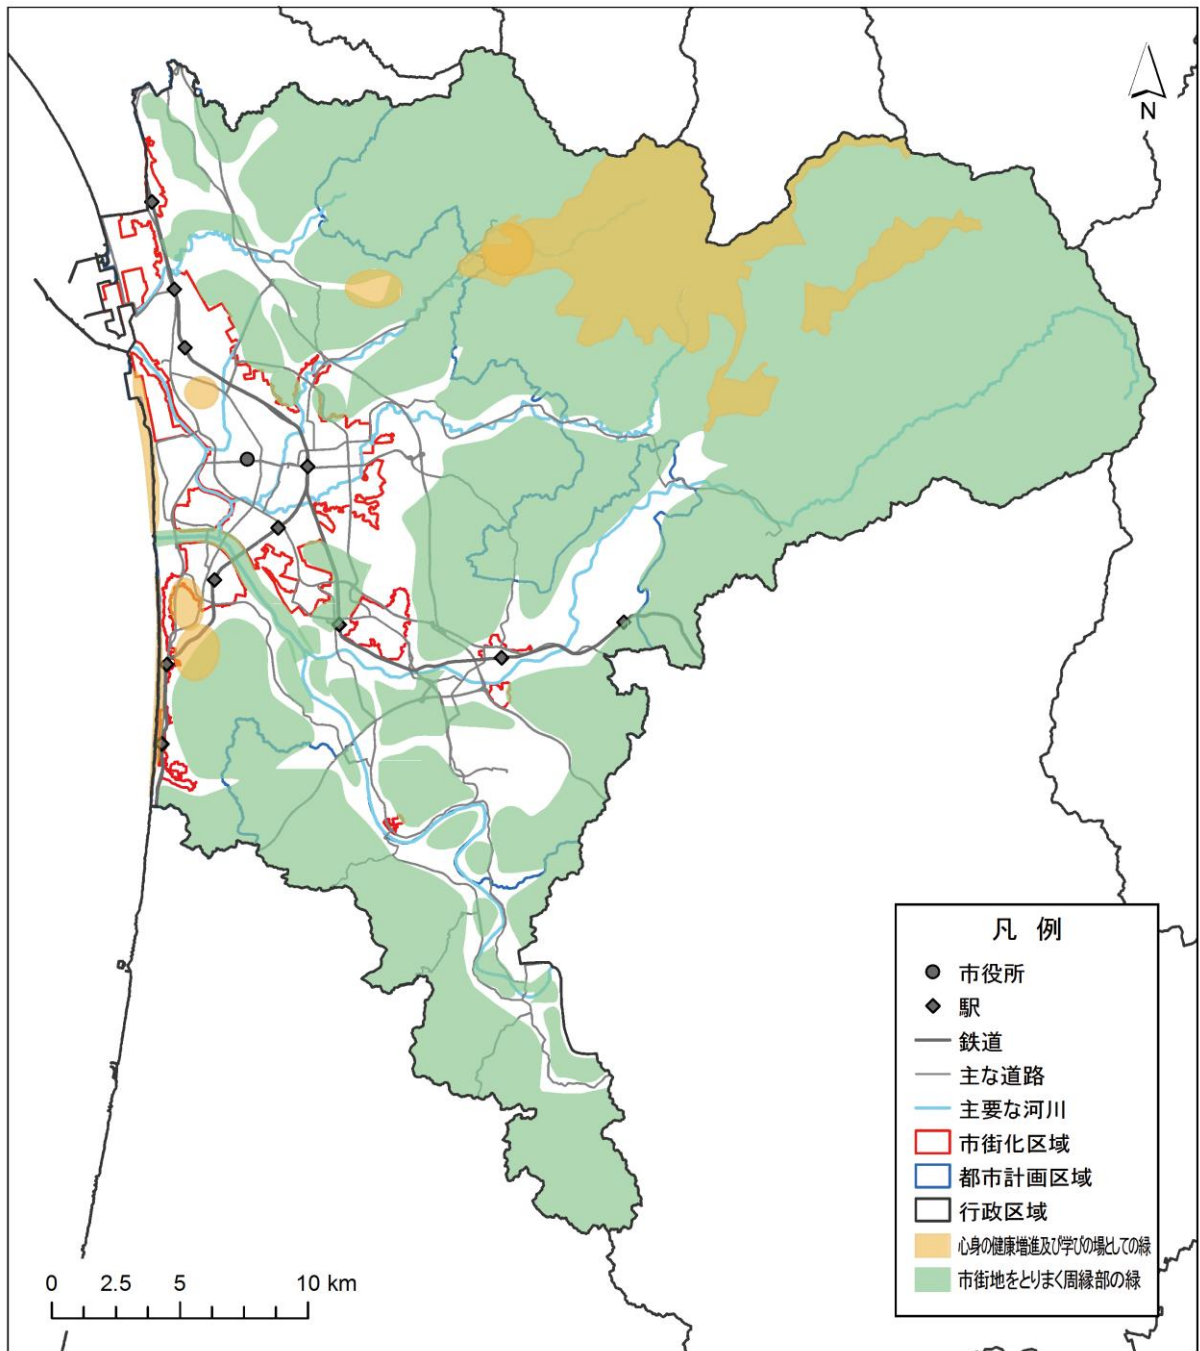 N
凡 例
市役所
駅
鉄道
主な道路
主要な河川
市街化区域
都市計画区域
行政区域
心身の健康増進及び学びの場としての緑
市街地をとりまく周縁部の緑
0 2.5 5 10 km